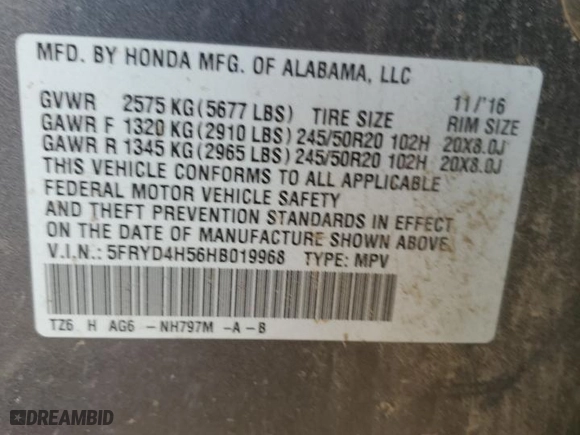 MFD. BY HONDA MFG. OF ALABAMA, LLC
11/'16
GVWR 2575 KG(5677 LBS) TIRE SIZE RIM SIZE
GAWR F 1320 KG(2910 LBS)245/50R20 102H 20X8.0J
GAWR R 1345 KG(2965 LBS)245/50R20 102H 20X8.0J
THIS VEHICLE CONFORMS TO ALL APPLICABLE
FEDERAL MOTOR VEHICLE SAFETY
AND THEFT PREVENTION STANDARDS IN EFFECT
ON THE DATE OF MANUFACTURE SHOWN ABOVE.
V.I.N.: 5FRYD4H56HB019968 TYPE: MPV
TZ6 H AG6 -NH797M -A-B
DREAMBID